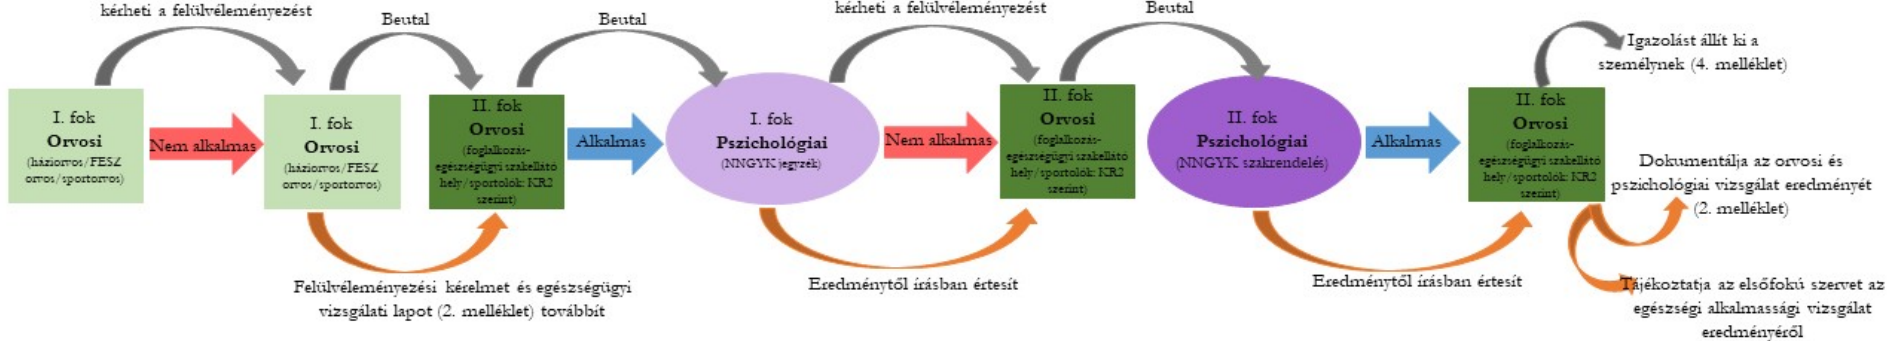 kérheti a felülvéleményezést
Beutal
Beutal
kérheti a felülvéleményezést
Beutal
I. fok
Orvosi
(háziorvos/FESZ
orvos/sportorvos)
Nem alkalmas
I. fok
Orvosi
(háziorvos/FESZ
orvos/sportorvos)
II. fok
Orvosi
(foglalkozás-
egészségügyi szakellátó
hely/sportolók: KR2
szerint)
Alkalmas
I. fok
Pszichológiai
(NNGYK jegyzék)
Nem alkalmas
II. fok
Orvosi
(foglalkozás-
egészségügyi szakellátó
hely/sportolók: KR2
szerint)
II. fok
Pszichológiai
(NNGYK szakrendelés)
Alkalmas
II. fok
Orvosi
(foglalkozás-
egészségügyi szakellátó
hely/sportolók: KR2
szerint)
Igazolást állít ki a
személynek (4. melléklet)
Dokumentálja az orvosi és
pszichológiai vizsgálat eredményét
(2. melléklet)
Tájékoztatja az elsőfokú szervet az
egészségi alkalmassági vizsgálat
eredményéről
Felülvéleményezési kérelmet és egészségügyi
vizsgálati lapot (2. melléklet) továbbít
Eredménytől írásban értesít
Eredménytől írásban értesít